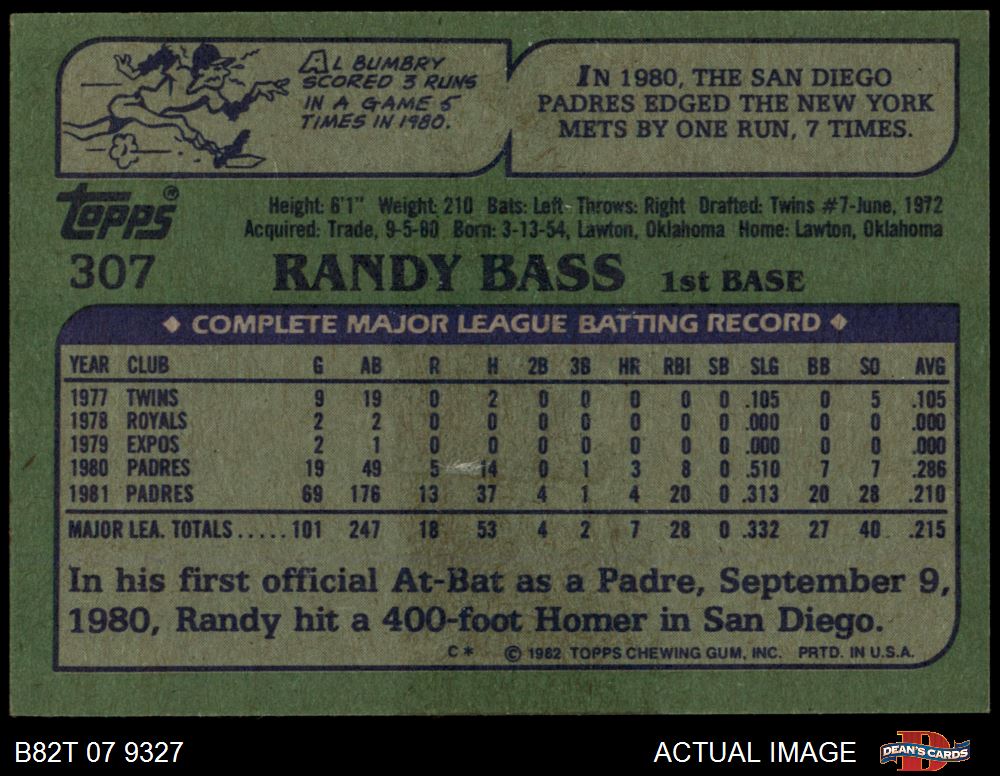 AL BUMBRY
SCORED 3 RUNS
IN A GAME 5
TIMES IN 1980.
IN 1980, THE SAN DIEGO
PADRES EDGED THE NEW YORK
METS BY ONE RUN, 7 TIMES.
Topps®
Height: 6'1" Weight: 210 Bats: Left- Throws: Right Drafted: Twins #7-June, 1972
Acquired: Trade, 9-5-80 Born: 3-13-54, Lawton, Oklahoma Home: Lawton, Oklahoma
307 RANDY BASS 1st BASE
◆ COMPLETE MAJOR LEAGUE BATTING RECORD ◆
YEAR CLUB G AB R H 2B 3B HR RBI SB SLG BB SO AVG
1977 TWINS 9 19 0 2 0 0 0 0 0 .105 0 5 .105
1978 ROYALS 2 2 0 0 0 0 0 0 0 .000 0 0 .000
1979 EXPOS 2 1 0 0 0 0 0 0 0 .000 0 0 .000
1980 PADRES 19 49 5 14 0 1 3 8 0 .510 7 7 .286
1981 PADRES 69 176 13 37 4 1 4 20 0 .313 20 28 .210
MAJOR LEA. TOTALS..... 101 247 18 53 4 2 7 28 0 .332 27 40 .215
In his first official At-Bat as a Padre, September 9,
1980, Randy hit a 400-foot Homer in San Diego.
C* © 1982 TOPPS CHEWING GUM, INC. PRTD. IN U.S.A.
B82T 07 9327
ACTUAL IMAGE
D
DEAN'S CARDS